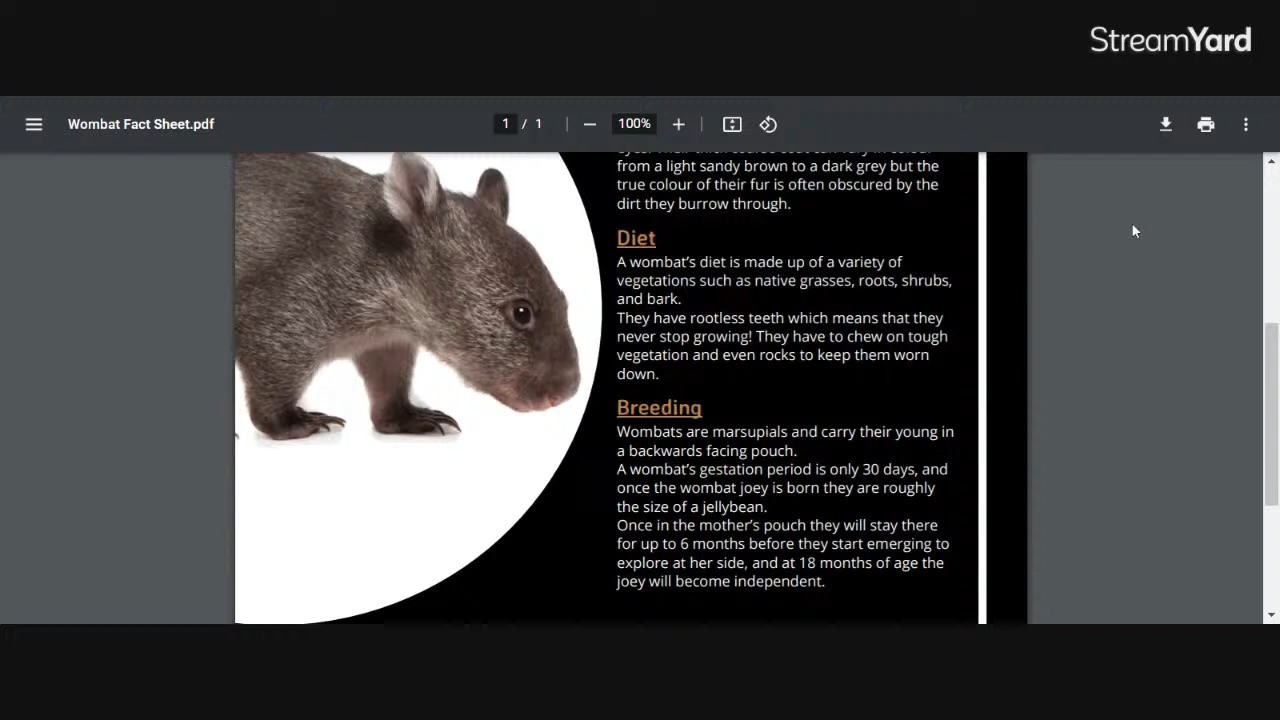 StreamYard
Wombat Fact Sheet.pdf
1 / 1
100%
from a light sandy brown to a dark grey but the
true colour of their fur is often obscured by the
dirt they burrow through.
Diet
A wombat's diet is made up of a variety of
vegetations such as native grasses, roots, shrubs,
and bark.
They have rootless teeth which means that they
never stop growing! They have to chew on tough
vegetation and even rocks to keep them worn
down.
Breeding
Wombats are marsupials and carry their young in
a backwards facing pouch.
A wombat's gestation period is only 30 days, and
once the wombat joey is born they are roughly
the size of a jellybean.
Once in the mother's pouch they will stay there
for up to 6 months before they start emerging to
explore at her side, and at 18 months of age the
joey will become independent.